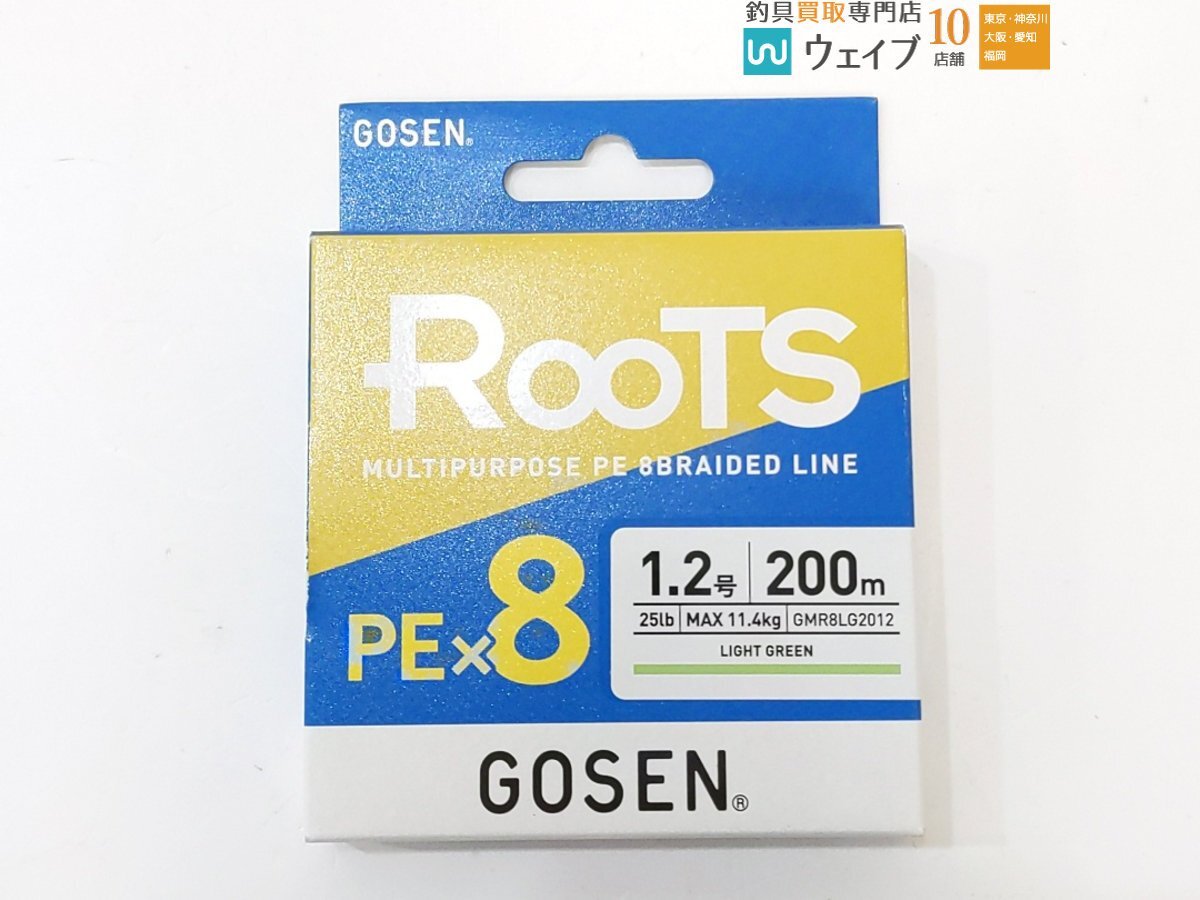 釣具買取専門店
ウェイブ
10
店舗
東京・神奈川
大阪・愛知
福岡
GOSEN®
ROOTS
MULTIPURPOSE PE 8BRAIDED LINE
PE×8
1.2号 200m
25lb MAX 11.4kg GMR8LG2012
LIGHT GREEN
GOSEN®